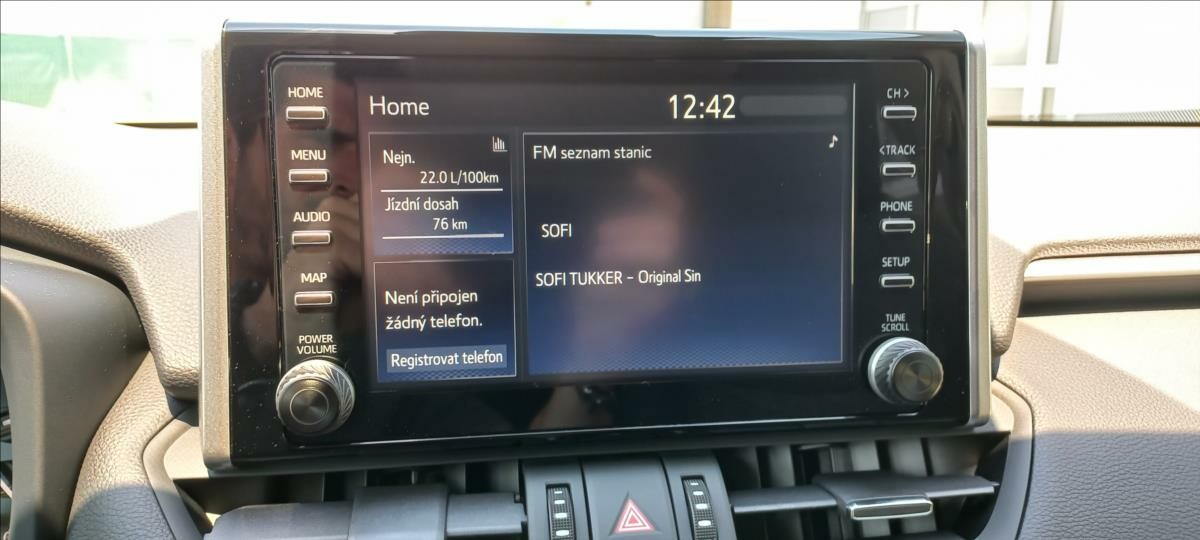 HOME
MENU
AUDIO
MAP
POWER
VOLUME
Home
12:42
Nejn.
22.0 L/100km
Jízdní dosah
76 km
Není připojen
žádný telefon.
Registrovat telefon
FM seznam stanic
SOFI
SOFI TUKKER – Original Sin
CH >
< TRACK
PHONE
SETUP
TUNE
SCROLL